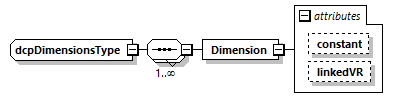 attributes
constant
dcpDimensionsType
Dimension
linkedVR
1..∞